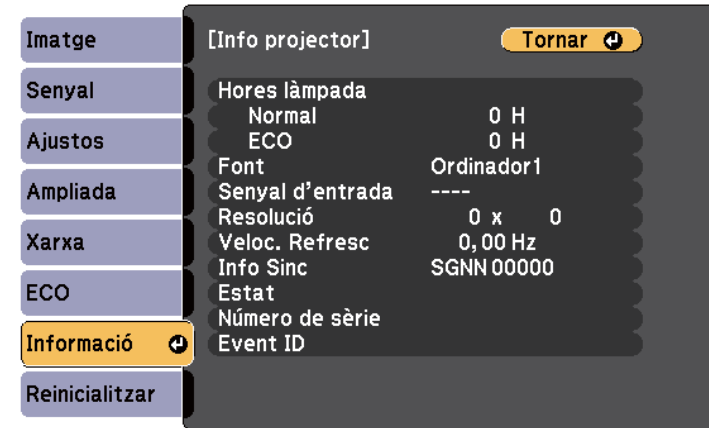 Imatge
Senyal
Ajustos
Ampliada
Xarxa
ECO
Informació
Reinicialitzar
[Info projector] Tornar
Hores làmpada
Normal 0 H
ECO 0 H
Font Ordinador1
Senyal d'entrada ----
Resolució 0 x 0
Veloc. Refresc 0,00 Hz
Info Sinc SGNN 00000
Estat
Número de sèrie
Event ID